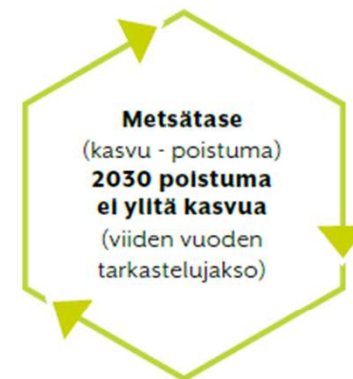 Metsätase
(kasvu - poistuma)
2030 poistuma
ei ylitä kasvua
(viiden vuoden
tarkastelujakso)